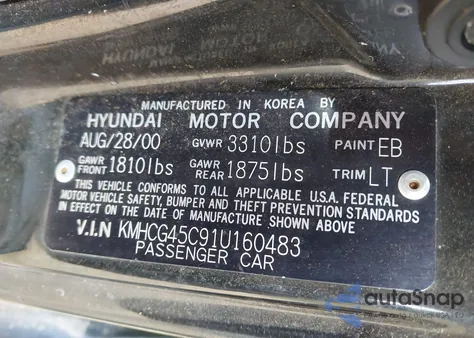 MANUFACTURED IN KOREA BY
HYUNDAI MOTOR COMPANY
AUG/28/00 GVWR 3310lbs PAINT EB
GAWR FRONT 1810lbs GAWR REAR 1875lbs TRIM LT
THIS VEHICLE CONFORMS TO ALL APPLICABLE U.S.A. FEDERAL
MOTOR VEHICLE SAFETY, BUMPER AND THEFT PREVENTION STANDARDS
IN EFFECT ON THE DATE OF MANUFACTURE SHOWN ABOVE
V.I.N KMHCG45C91U160483
PASSENGER CAR
autoSnap